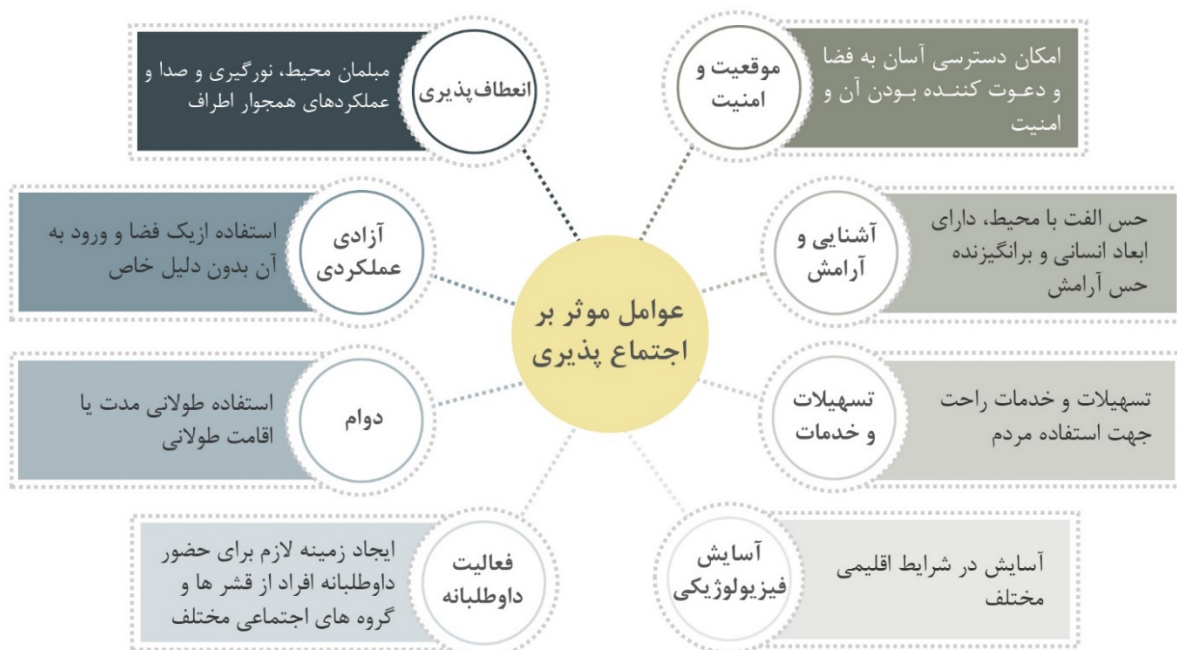 عوامل موثر بر
اجتماع پذیری
موقعیت و
امنیت
امکان دسترسی آسان به فضا
و دعوت کننده بودن آن و
امنیت
آشنایی و
آرامش
حس الفت با محیط، دارای
ابعاد انسانی و برانگیزنده
حس آرامش
تسهیلات
و خدمات
تسهیلات و خدمات راحت
جهت استفاده مردم
آسایش
فیزیولوژیکی
آسایش در شرایط اقلیمی
مختلف
انعطاف‌پذیری
مبلمان محیط، نورگیری و صدا و
عملکردهای همجوار اطراف
آزادی
عملکردی
استفاده ازیک فضا و ورود به
آن بدون دلیل خاص
دوام
استفاده طولانی مدت یا
اقامت طولانی
فعالیت
داوطلبانه
ایجاد زمینه لازم برای حضور
داوطلبانه افراد از قشر ها و
گروه های اجتماعی مختلف